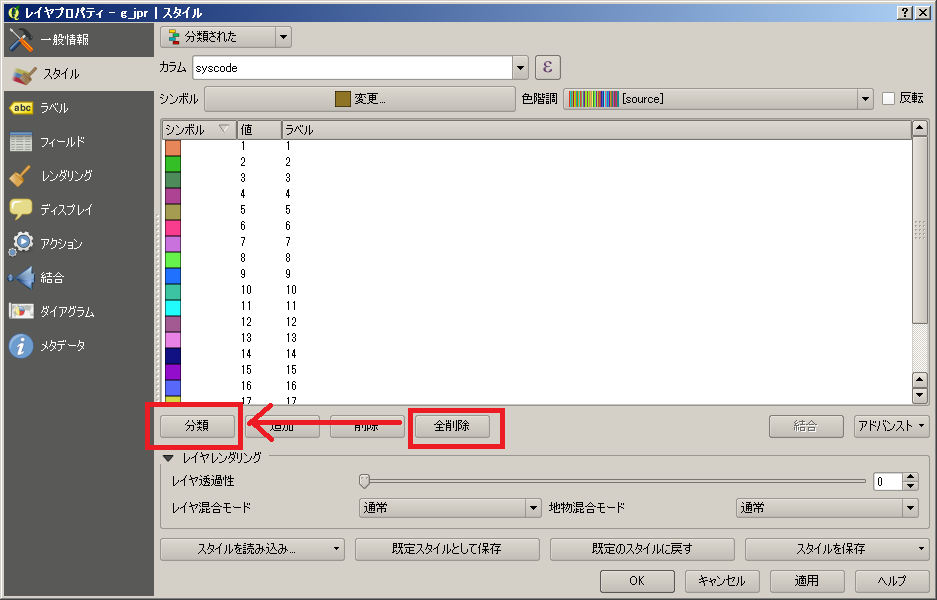 レイヤプロパティ - g_jpr | スタイル
一般情報
スタイル
abc ラベル
フィールド
レンダリング
ディスプレイ
アクション
結合
ダイアグラム
メタデータ
分類された
カラム syscode ε
シンボル 変更... 色階調 [source] 反転
シンボル 値 ラベル
1 1
2 2
3 3
4 4
5 5
6 6
7 7
8 8
9 9
10 10
11 11
12 12
13 13
14 14
15 15
16 16
17 17
分類 追加 削除 全削除 結合 アドバンスト
レイヤレンダリング
レイヤ透過性 0
レイヤ混合モード 通常 地物混合モード 通常
スタイルを読み込み... 既定スタイルとして保存 既定のスタイルに戻す スタイルを保存
OK キャンセル 適用 ヘルプ